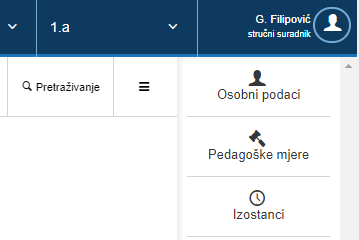 1.a
G. Filipović
stručni suradnik
Pretraživanje
Osobni podaci
Pedagoške mjere
Izostanci